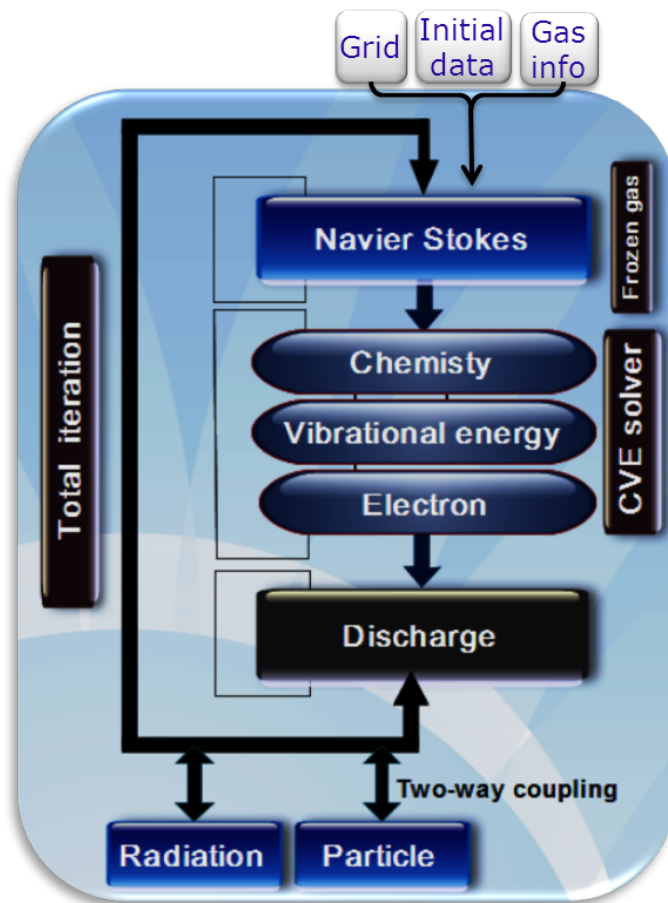 Grid
Initial
data
Gas
info
Navier Stokes
Frozen gas
Chemisty
Vibrational energy
Electron
CVE solver
Total iteration
Discharge
Two-way coupling
Radiation
Particle